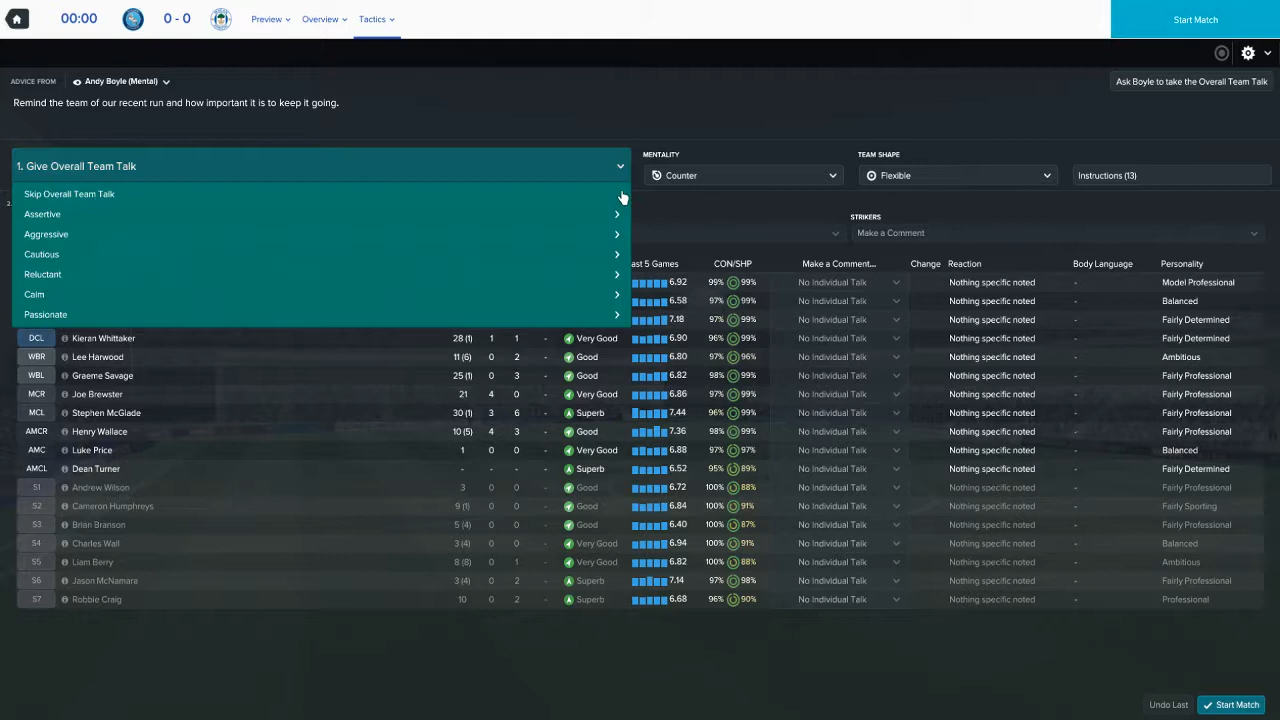 00:00 0 - 0 Preview Overview Tactics Start Match
ADVICE FROM Andy Boyle (Mental) Ask Boyle to take the Overall Team Talk
Remind the team of our recent run and how important it is to keep it going.
MENTALITY TEAM SHAPE
1. Give Overall Team Talk Counter Flexible Instructions (13)
Skip Overall Team Talk
2.
Assertive STRIKERS
Aggressive Make a Comment
Cautious
ast 5 Games CON/SHP Make a Comment... Change Reaction Body Language Personality
Reluctant
6.92 99% 99% No Individual Talk Nothing specific noted - Model Professional
Calm
6.58 97% 99% No Individual Talk Nothing specific noted - Balanced
Passionate
7.18 97% 99% No Individual Talk Nothing specific noted - Fairly Determined
DCL Kieran Whittaker 28 (1) 1 1 - Very Good 6.90 96% 99% No Individual Talk Nothing specific noted - Fairly Determined
WBR Lee Harwood 11 (6) 0 2 - Good 6.80 97% 96% No Individual Talk Nothing specific noted - Ambitious
WBL Graeme Savage 25 (1) 0 3 - Good 6.82 98% 99% No Individual Talk Nothing specific noted - Fairly Professional
MCR Joe Brewster 21 4 0 - Very Good 6.86 97% 99% No Individual Talk Nothing specific noted - Fairly Professional
MCL Stephen McGlade 30 (1) 3 6 - Superb 7.44 96% 99% No Individual Talk Nothing specific noted - Fairly Professional
AMCR Henry Wallace 10 (5) 4 3 - Good 7.36 98% 99% No Individual Talk Nothing specific noted - Fairly Professional
AMC Luke Price 1 0 0 - Very Good 6.88 97% 97% No Individual Talk Nothing specific noted - Balanced
AMCL Dean Turner - - - - Superb 6.52 95% 89% No Individual Talk Nothing specific noted - Fairly Determined
S1 Andrew Wilson 3 0 0 - Good 6.72 100% 88% No Individual Talk Nothing specific noted - Fairly Professional
S2 Cameron Humphreys 9 (1) 0 0 - Good 6.84 100% 91% No Individual Talk Nothing specific noted - Fairly Sporting
S3 Brian Branson 5 (4) 0 0 - Good 6.40 100% 87% No Individual Talk Nothing specific noted - Fairly Professional
S4 Charles Wall 3 (4) 0 0 - Very Good 6.94 100% 91% No Individual Talk Nothing specific noted - Balanced
S5 Liam Berry 8 (8) 0 1 - Very Good 6.82 100% 88% No Individual Talk Nothing specific noted - Ambitious
S6 Jason McNamara 3 (4) 0 2 - Superb 7.14 97% 98% No Individual Talk Nothing specific noted - Fairly Professional
S7 Robbie Craig 10 0 2 - Superb 6.68 96% 90% No Individual Talk Nothing specific noted - Professional
Undo Last Start Match